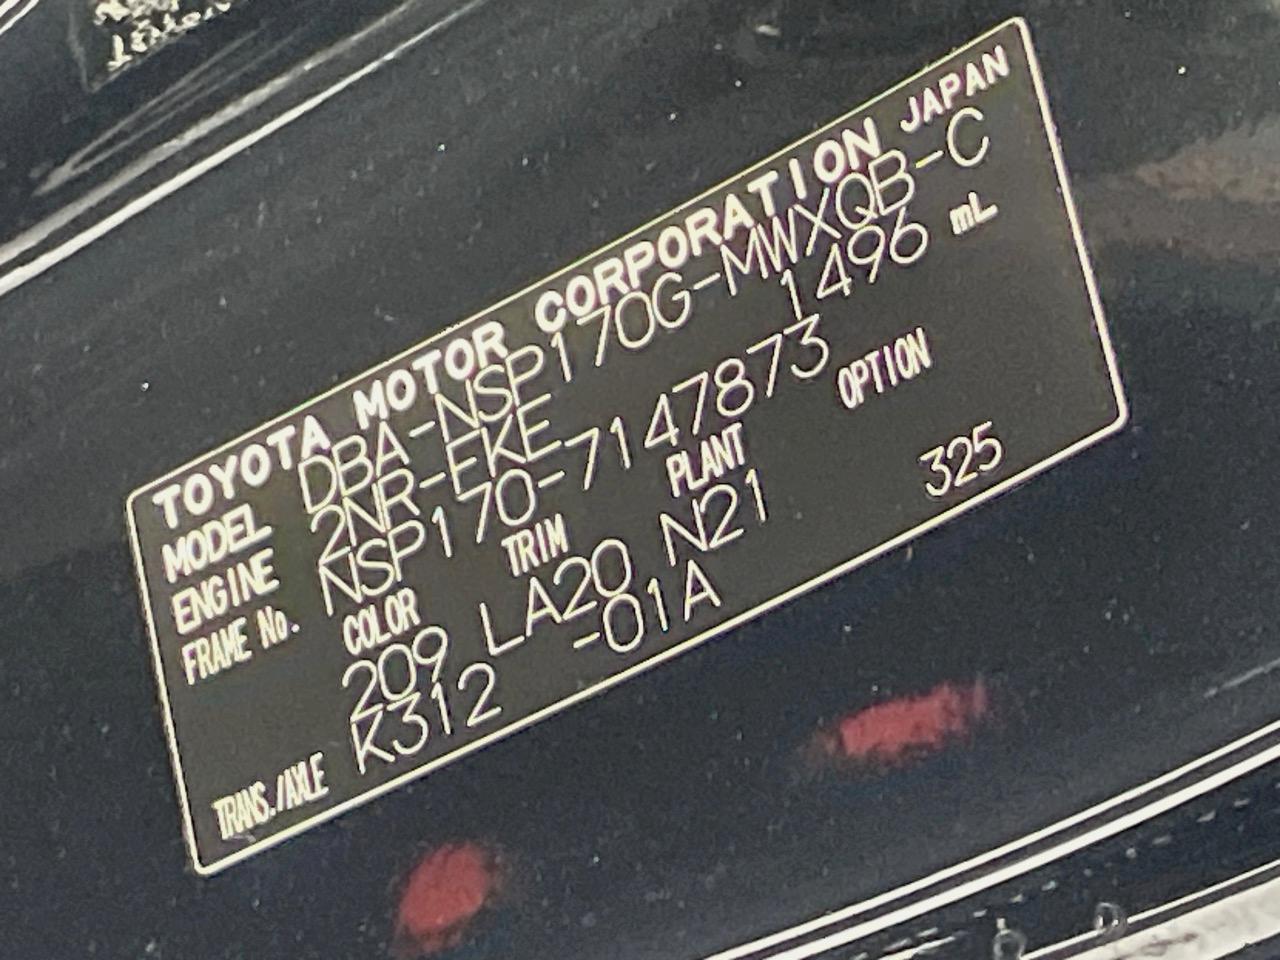 TOYOTA MOTOR CORPORATION JAPAN
MODEL DBA-NSP170G-MWXQB-C
ENGINE 2NR-FKE 1496 mL
FRAME No. NSP170-7147873
COLOR TRIM PLANT OPTION
209 LA20 N21 325
TRANS./AXLE K312 -01A